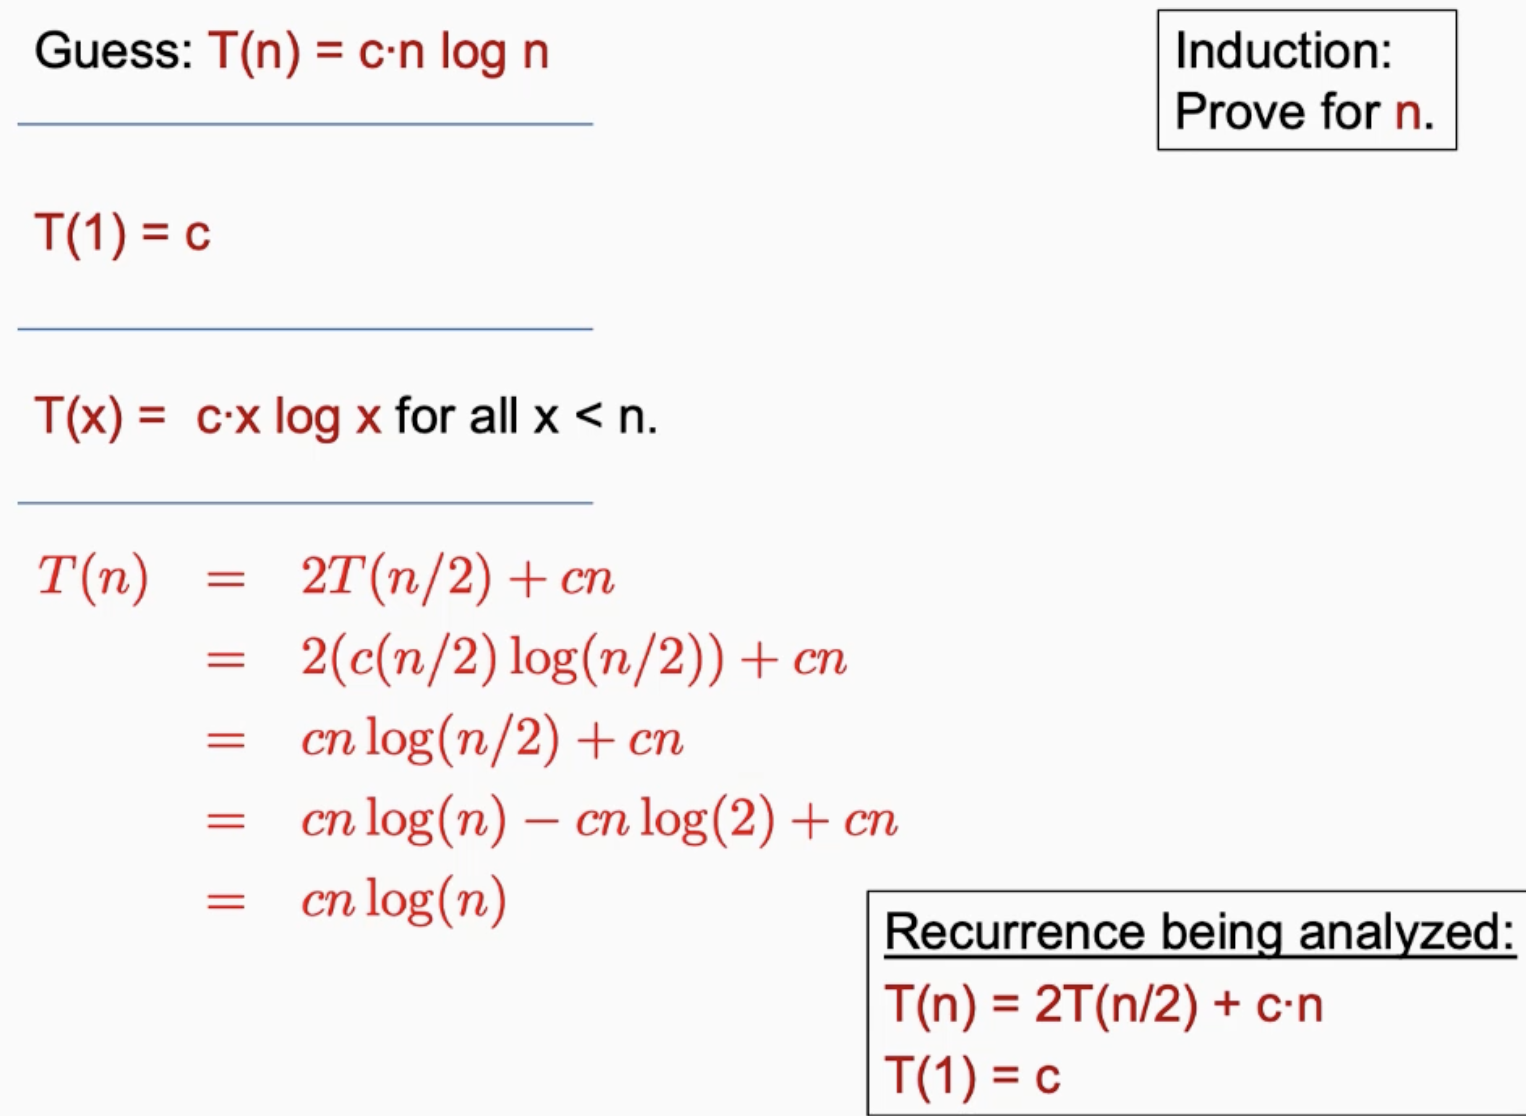 Guess: T(n) = c·n log n
Induction:
Prove for n.
T(1) = c
T(x) = c·x log x for all x < n.
T(n) = 2T(n/2) + cn
= 2(c(n/2) log(n/2)) + cn
= cn log(n/2) + cn
= cn log(n) − cn log(2) + cn
= cn log(n)
Recurrence being analyzed:
T(n) = 2T(n/2) + c·n
T(1) = c